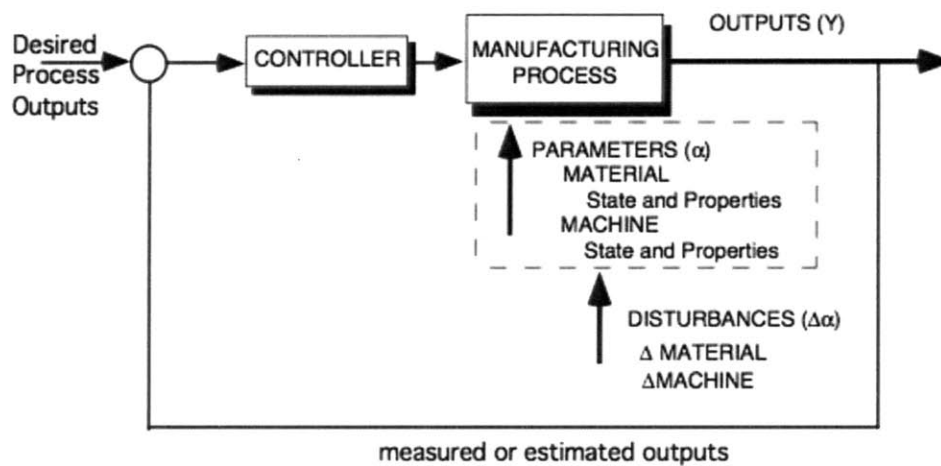 Desired
Process
Outputs
CONTROLLER
MANUFACTURING
PROCESS
OUTPUTS (Y)
PARAMETERS (α)
MATERIAL
State and Properties
MACHINE
State and Properties
DISTURBANCES (Δα)
Δ MATERIAL
ΔMACHINE
measured or estimated outputs